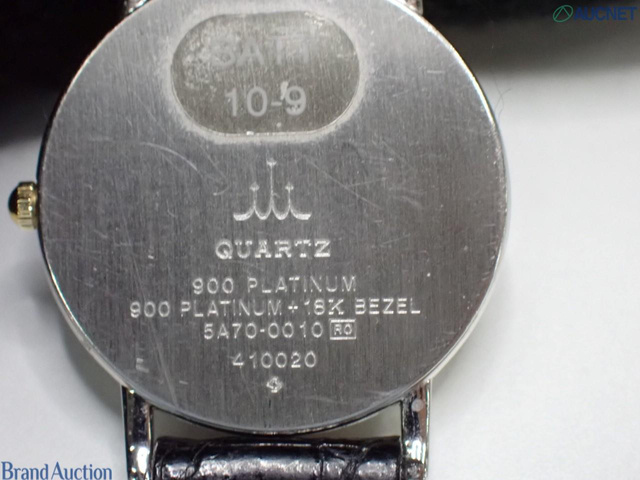 AUCNET
10-9
QUARTZ
900 PLATINUM
900 PLATINUM + 18K BEZEL
5A70-0010 RO
410020
Brand Auction